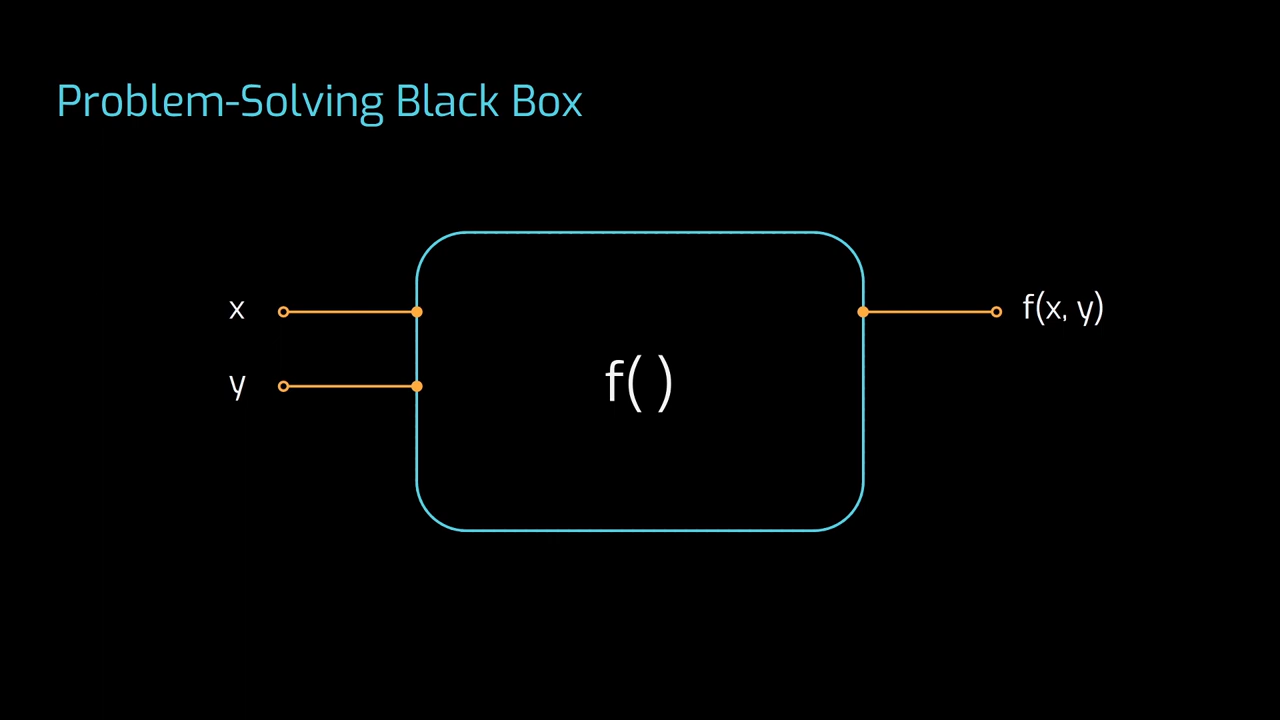 Problem-Solving Black Box
x
f(x, y)
f( )
y